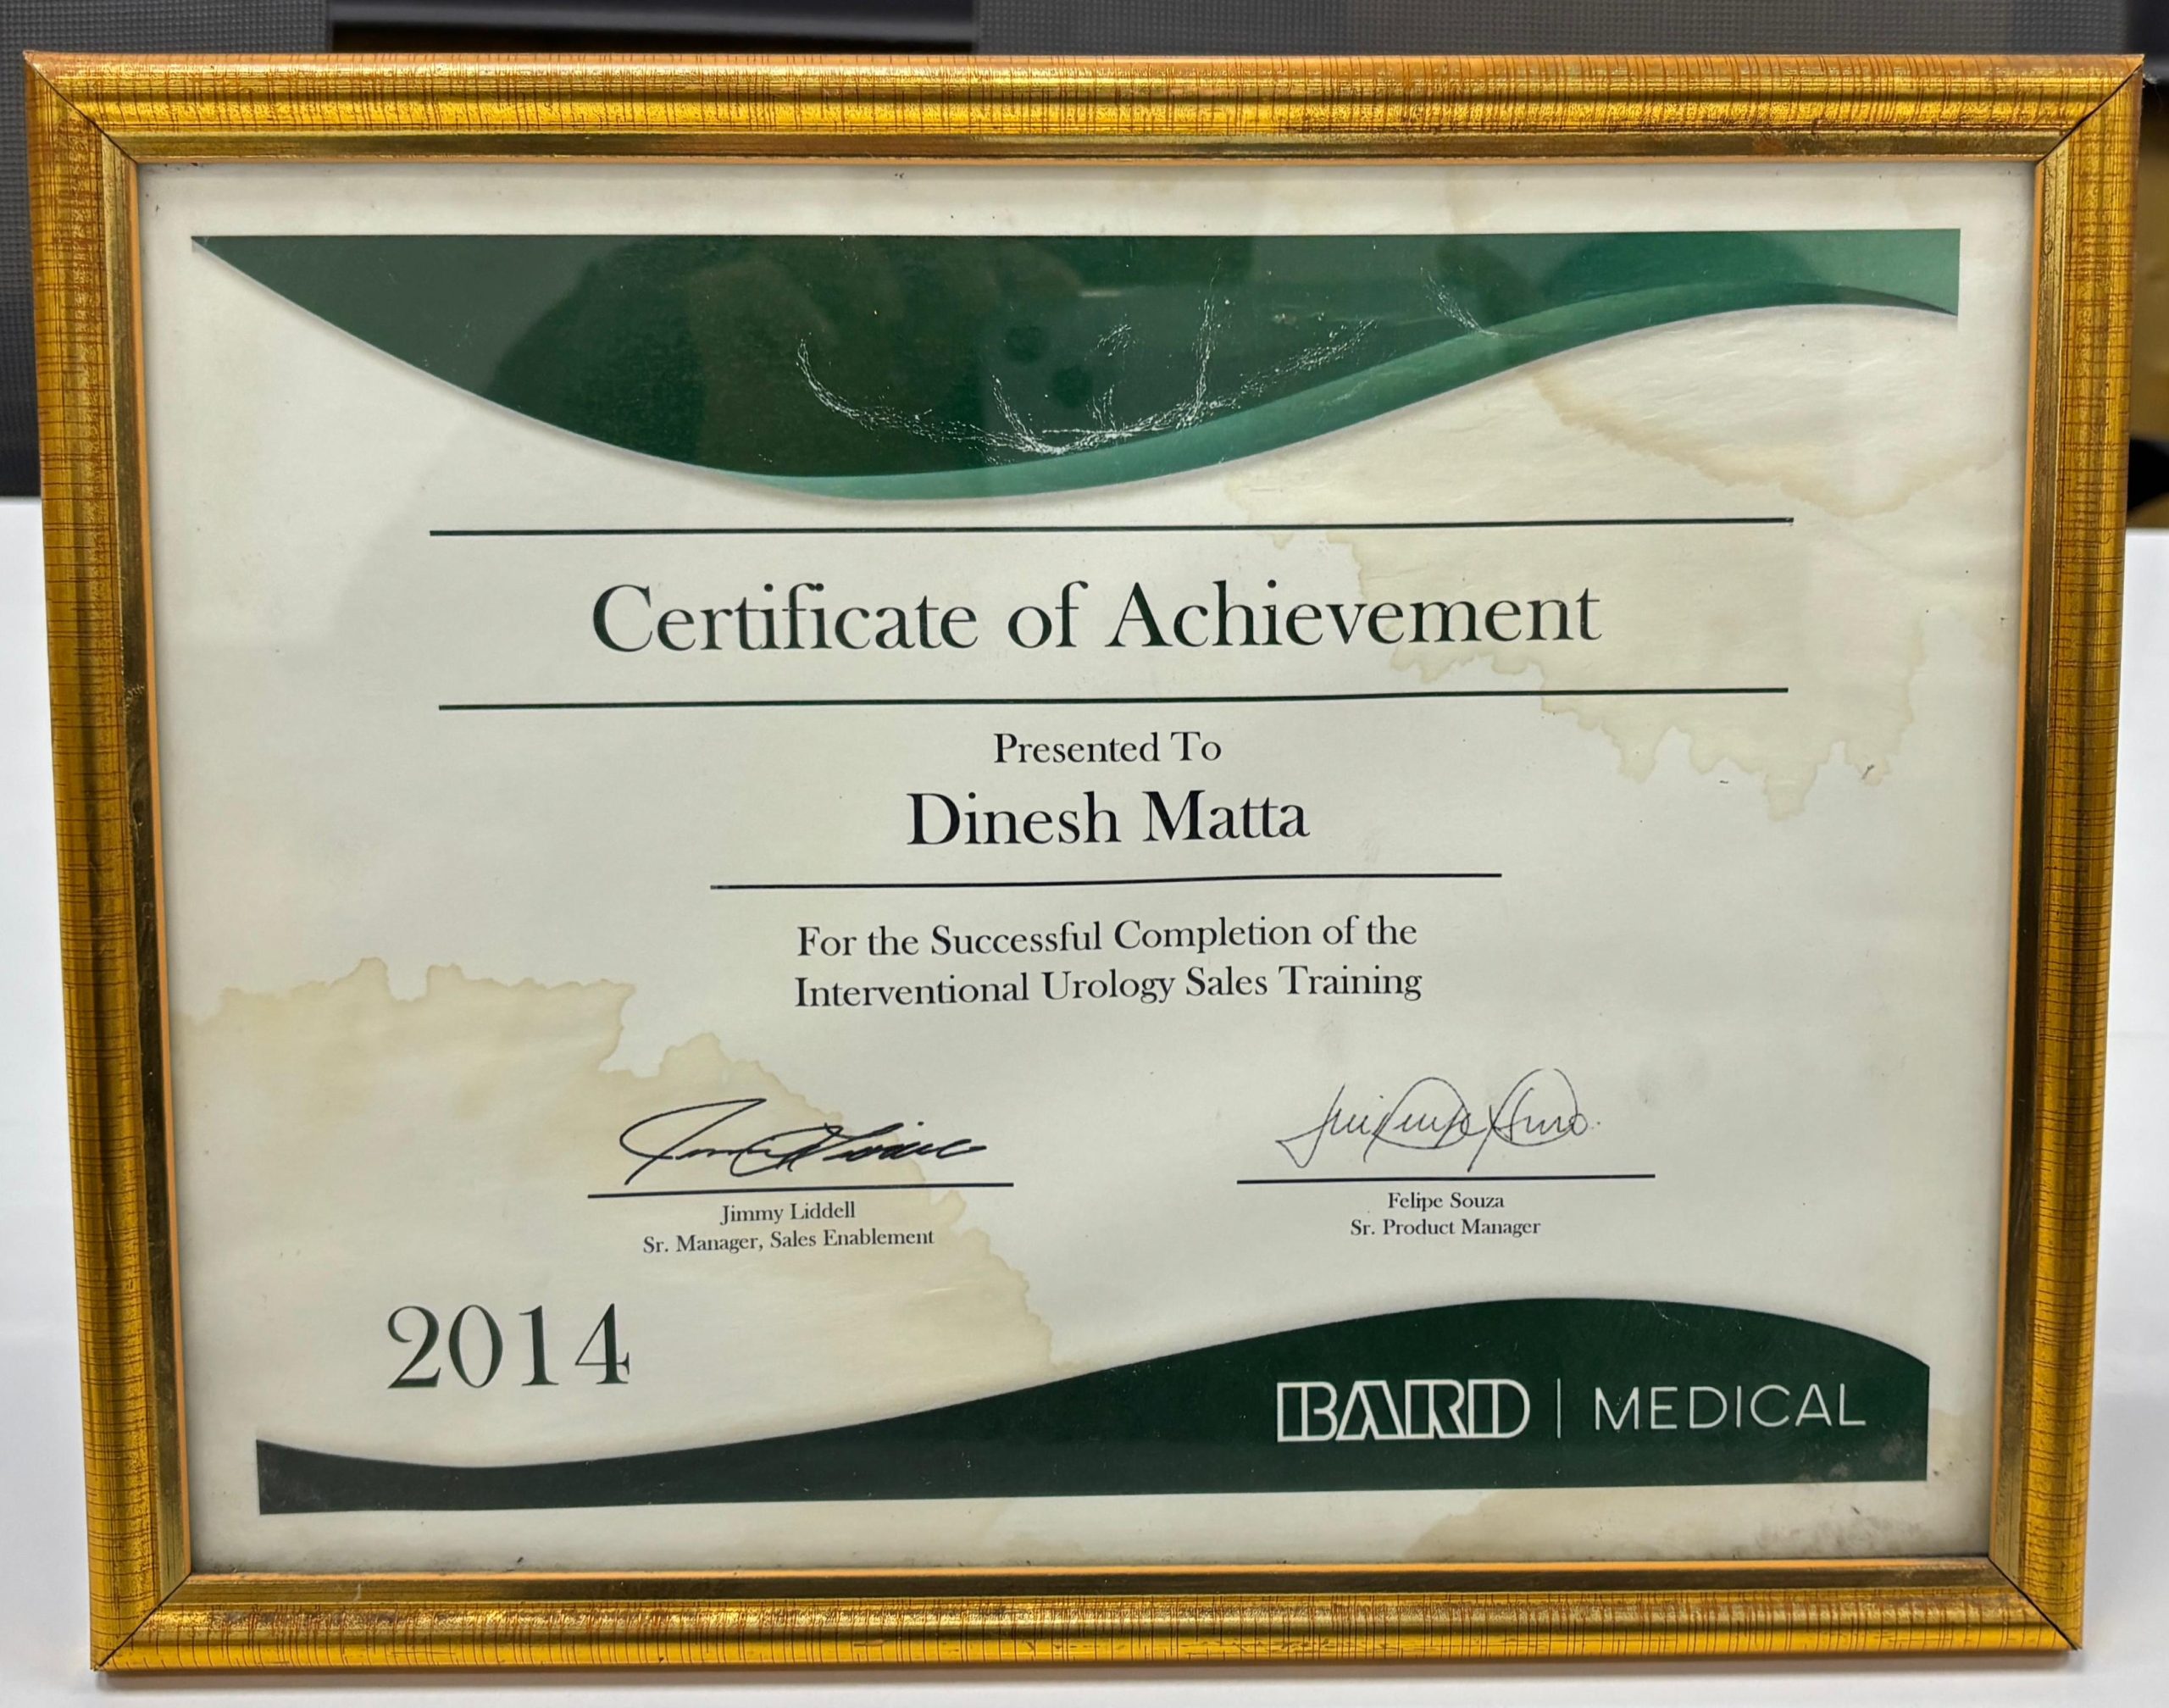 Certificate of Achievement
Presented To
Dinesh Matta
For the Successful Completion of the
Interventional Urology Sales Training
Jimmy Liddell
Sr. Manager, Sales Enablement
Felipe Souza
Sr. Product Manager
2014
BARD | MEDICAL